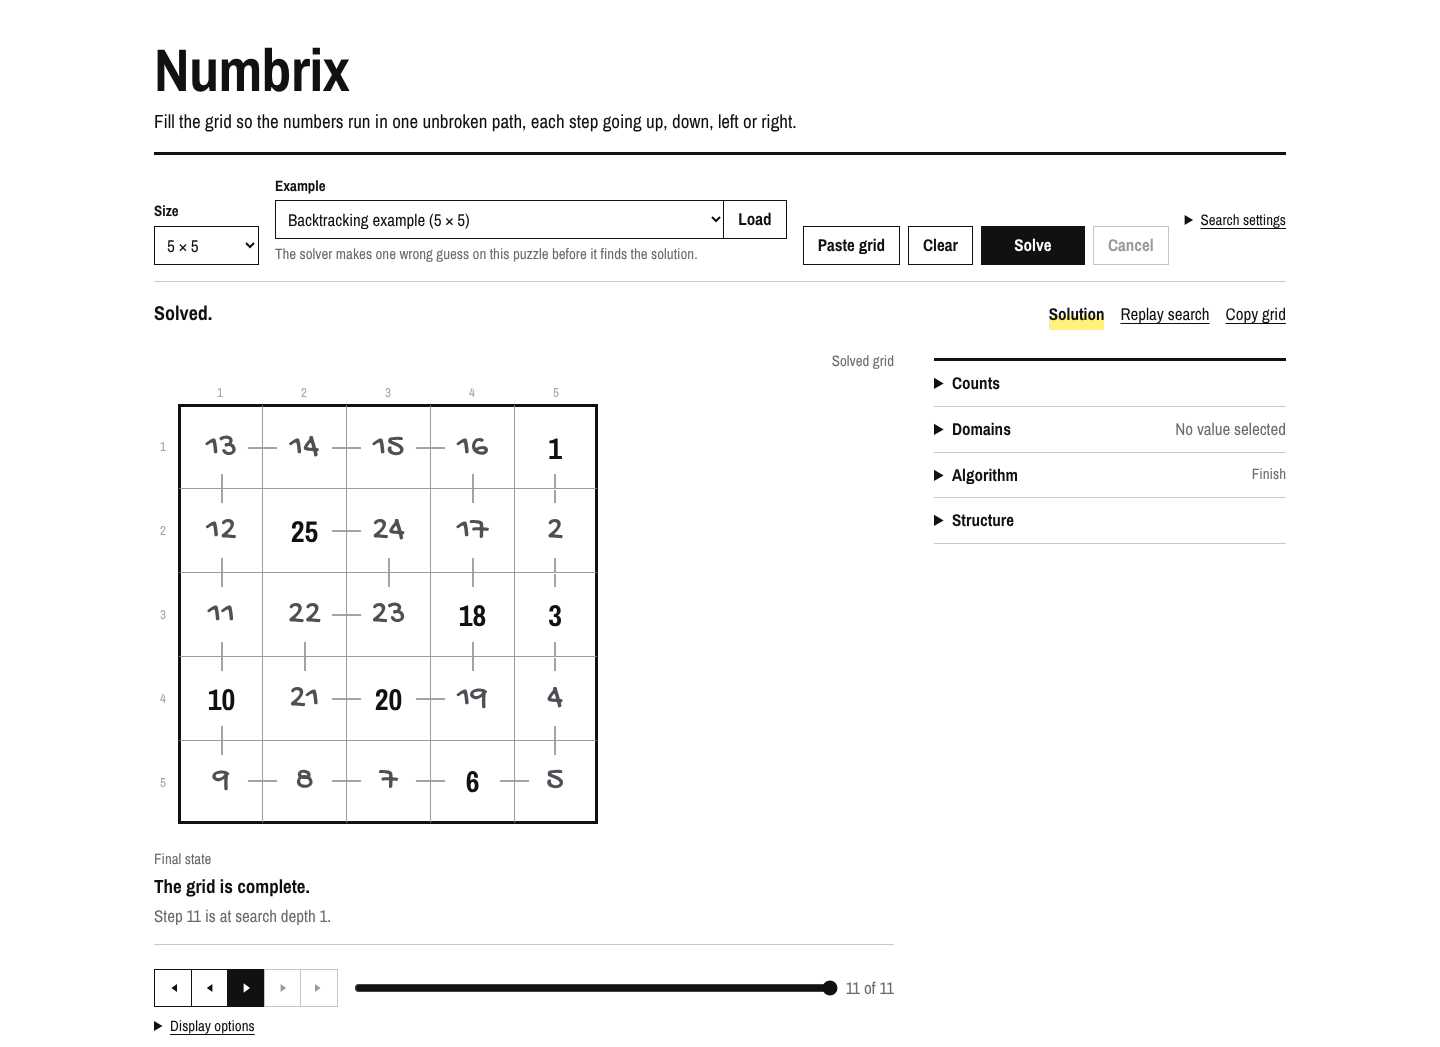 Numbrix
Fill the grid so the numbers run in one unbroken path, each step going up, down, left or right.
Size
5 × 5
Example
Backtracking example (5 × 5)
Load
The solver makes one wrong guess on this puzzle before it finds the solution.
Paste grid
Clear
Solve
Cancel
Search settings
Solved.
Solution
Replay search
Copy grid
Solved grid
1 2 3 4 5
1 13 14 15 16 1
2 12 25 24 17 2
3 11 22 23 18 3
4 10 21 20 19 4
5 9 8 7 6 5
Final state
The grid is complete.
Step 11 is at search depth 1.
11 of 11
Display options
Counts
Domains No value selected
Algorithm Finish
Structure